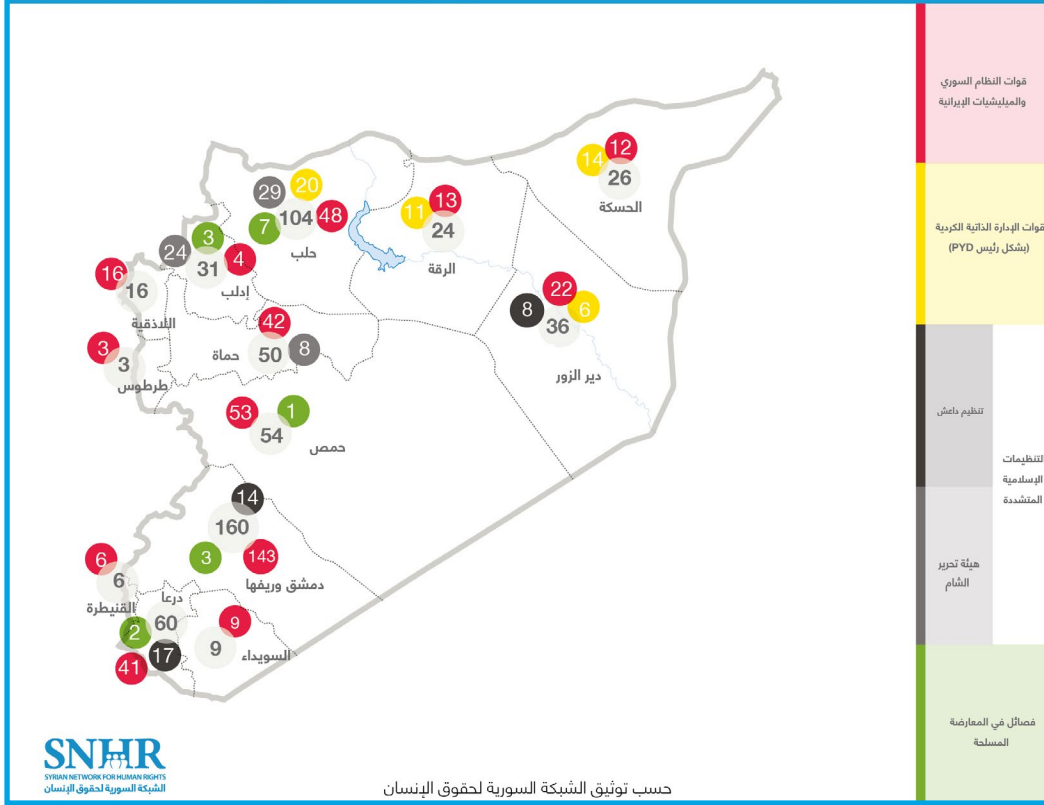 قوات النظام السوري
والميليشيات الإيرانية
قوات الإدارة الذاتية الكردية
(بشكل رئيس PYD)
تنظيم داعش
التنظيمات
الإسلامية
المتشددة
هيئة تحرير
الشام
فصائل في المعارضة
المسلحة
12
14
26
الحسكة
20
29
48
104
7
حلب
13
11
24
الرقة
3
24
4
31
إدلب
16
16
اللاذقية
22
8
6
36
دير الزور
42
8
50
حماة
3
3
طرطوس
1
53
54
حمص
14
160
143
3
دمشق وريفها
6
6
القنيطرة
درعا
60
2
17
41
9
9
السويداء
SNHR
SYRIAN NETWORK FOR HUMAN RIGHTS
الشبكة السورية لحقوق الإنسان
حسب توثيق الشبكة السورية لحقوق الإنسان